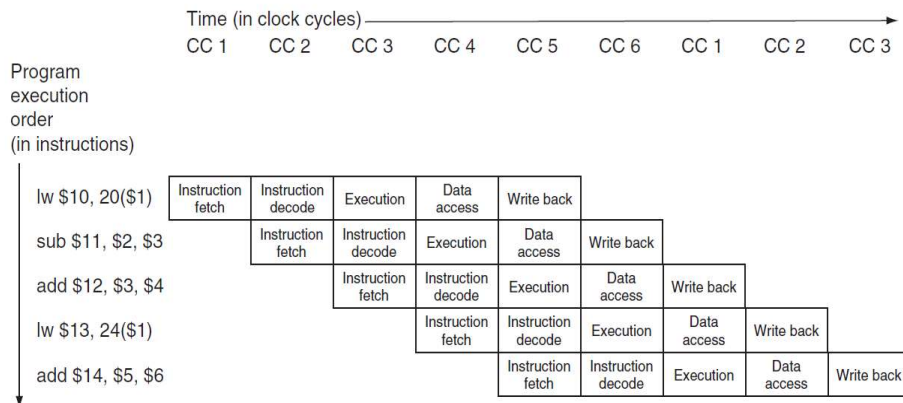 Time (in clock cycles)
CC 1 CC 2 CC 3 CC 4 CC 5 CC 6 CC 1 CC 2 CC 3
Program
execution
order
(in instructions)
lw $10, 20($1) Instruction fetch Instruction decode Execution Data access Write back
sub $11, $2, $3 Instruction fetch Instruction decode Execution Data access Write back
add $12, $3, $4 Instruction fetch Instruction decode Execution Data access Write back
lw $13, 24($1) Instruction fetch Instruction decode Execution Data access Write back
add $14, $5, $6 Instruction fetch Instruction decode Execution Data access Write back